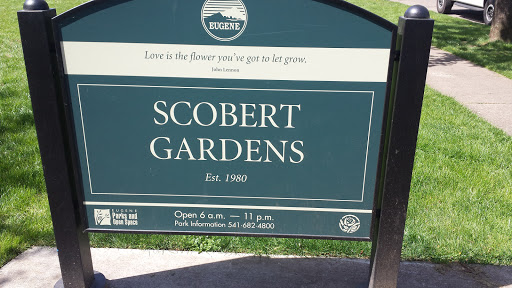 EUGENE
Love is the flower you've got to let grow.
John Lennon
SCOBERT
GARDENS
Est. 1980
EUGENE
Parks and
Open Space
Open 6 a.m. — 11 p.m.
Park Information 541-682-4800